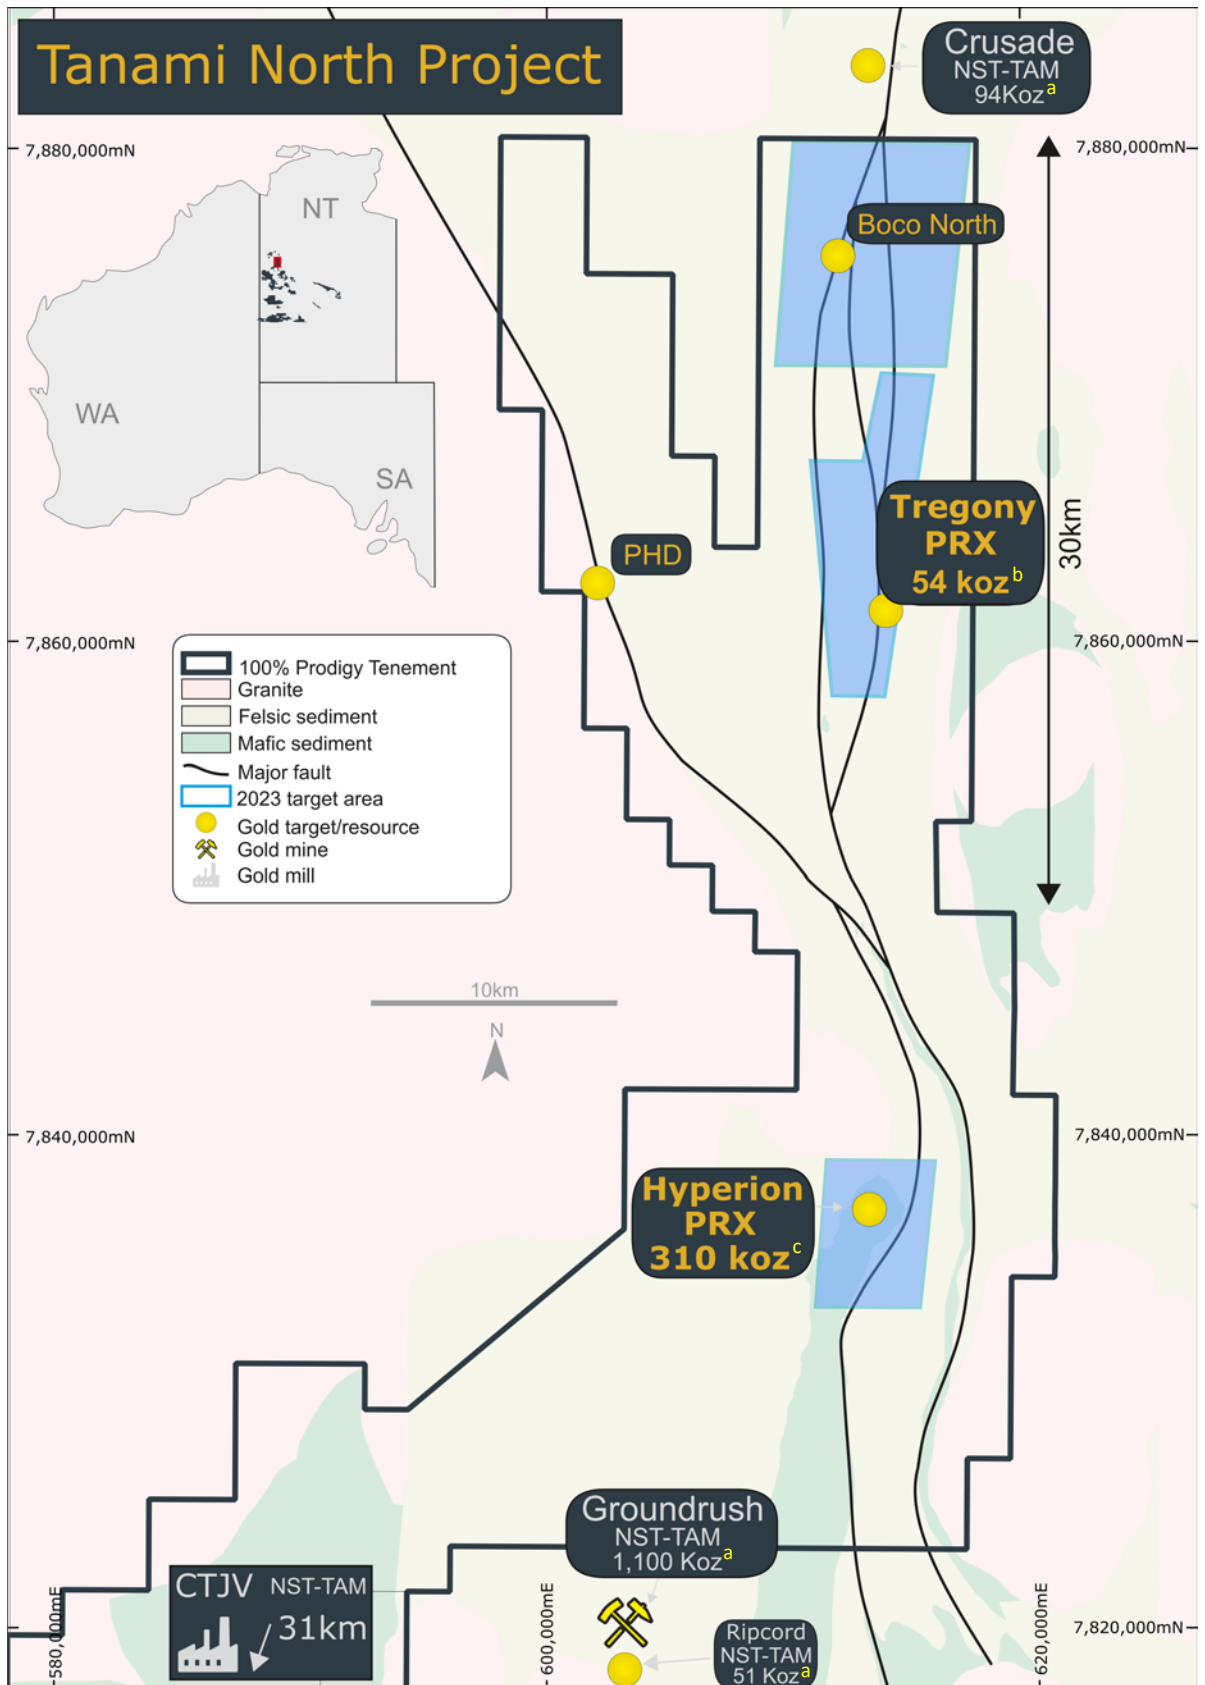 Tanami North Project
Crusade
NST-TAM
94Koz a
7,880,000mN
7,880,000mN
NT
WA
SA
Boco North
Tregony
PRX
54 koz b
30km
PHD
7,860,000mN
7,860,000mN
100% Prodigy Tenement
Granite
Felsic sediment
Mafic sediment
Major fault
2023 target area
Gold target/resource
Gold mine
Gold mill
10km
N
7,840,000mN
7,840,000mN
Hyperion
PRX
310 koz c
Groundrush
NST-TAM
1,100 Koz a
CTJV NST-TAM
31km
Ripcord
NST-TAM
51 Koz a
580,000mE
600,000mE
620,000mE
7,820,000mN